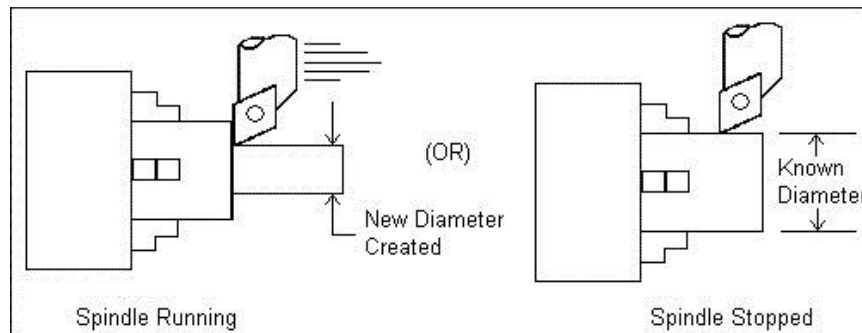 (OR)
New Diameter
Created
Known
Diameter
Spindle Running
Spindle Stopped